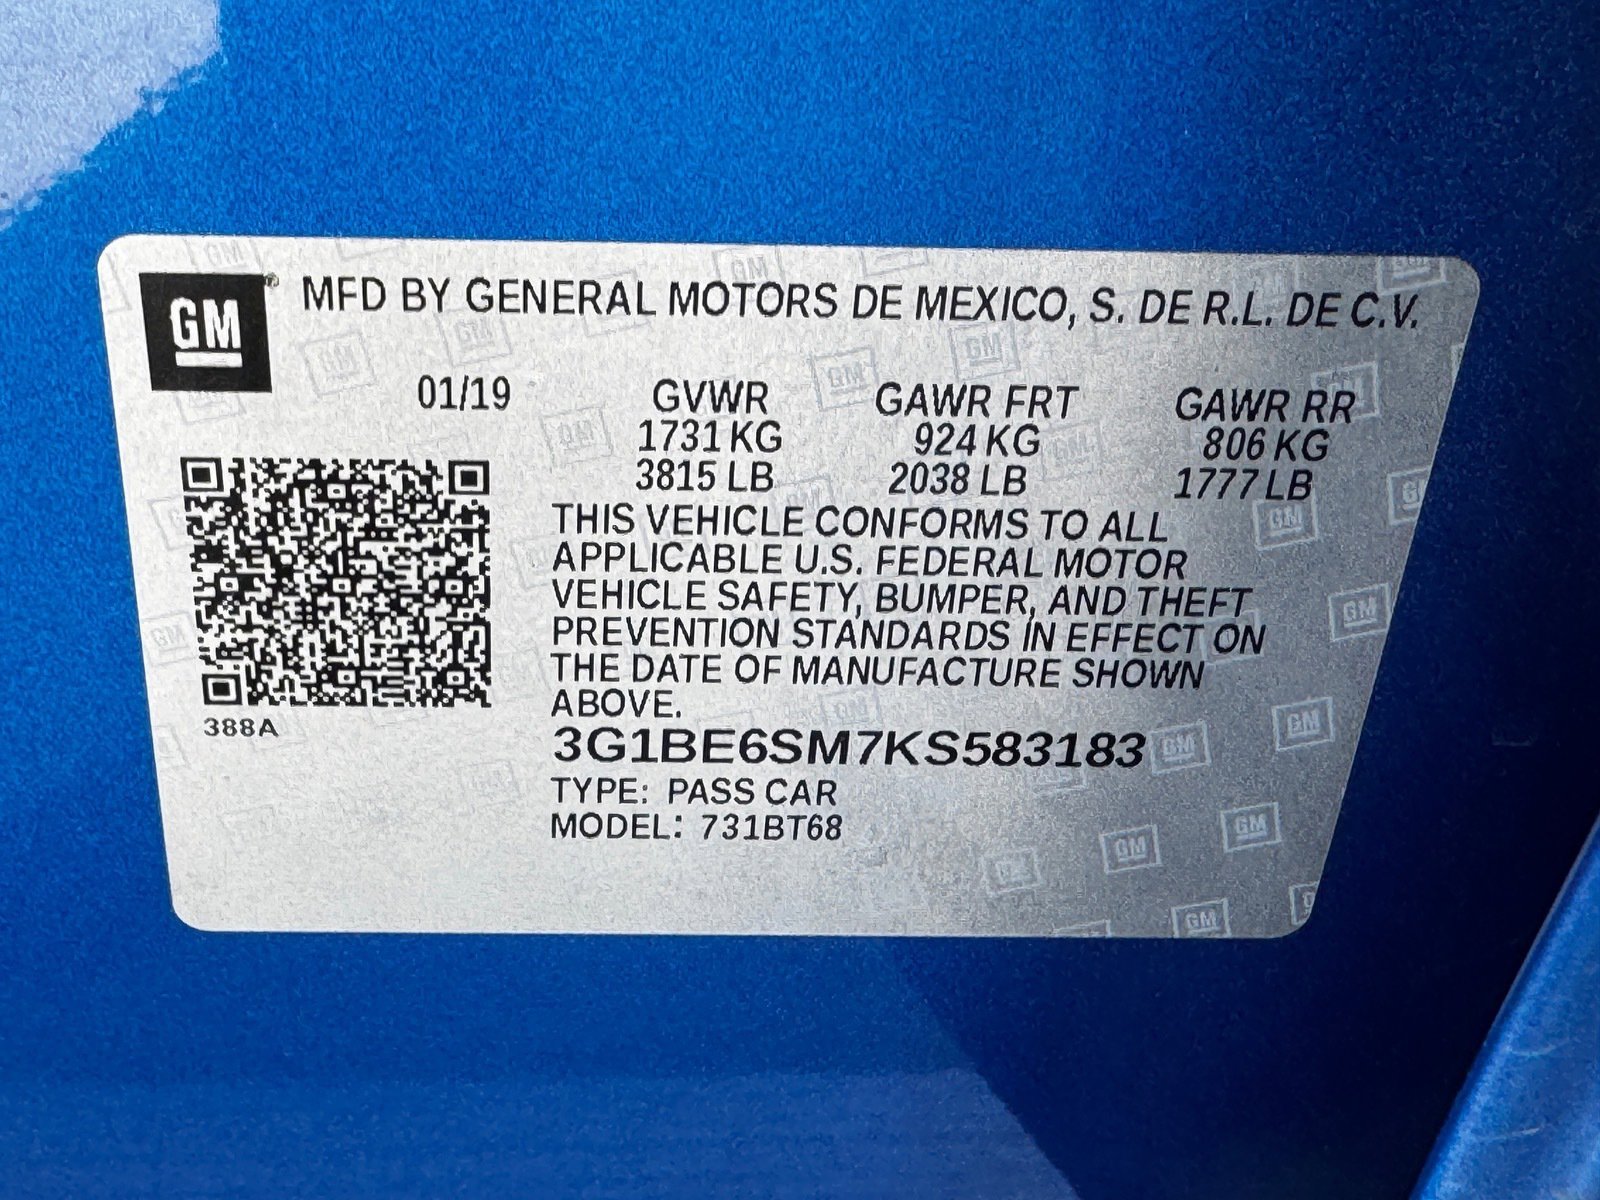 GM
MFD BY GENERAL MOTORS DE MEXICO, S. DE R.L. DE C.V.
01/19 GVWR GAWR FRT GAWR RR
1731 KG 924 KG 806 KG
3815 LB 2038 LB 1777 LB
THIS VEHICLE CONFORMS TO ALL
APPLICABLE U.S. FEDERAL MOTOR
VEHICLE SAFETY, BUMPER, AND THEFT
PREVENTION STANDARDS IN EFFECT ON
THE DATE OF MANUFACTURE SHOWN
ABOVE.
388A
3G1BE6SM7KS583183
TYPE: PASS CAR
MODEL: 731BT68